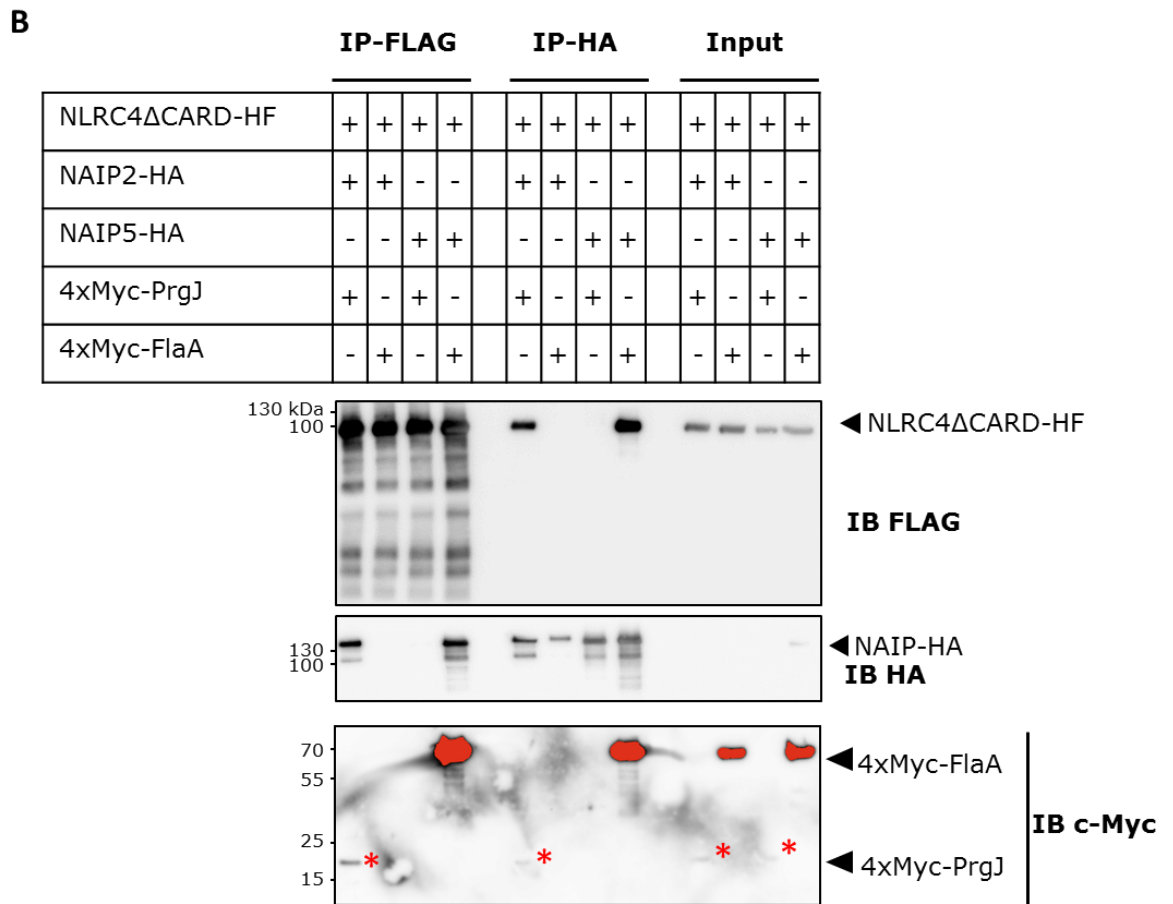 B
IP-FLAG IP-HA Input
NLRC4ΔCARD-HF + + + + + + + + + + + +
NAIP2-HA + + - - + + - - + + - -
NAIP5-HA - - + + - - + + - - + +
4xMyc-PrgJ + - + - + - + - + - + -
4xMyc-FlaA - + - + - + - + - + - +
130 kDa
100
NLRC4ΔCARD-HF
IB FLAG
130
100
NAIP-HA
IB HA
70
55
25
15
* * * *
4xMyc-FlaA
4xMyc-PrgJ
IB c-Myc